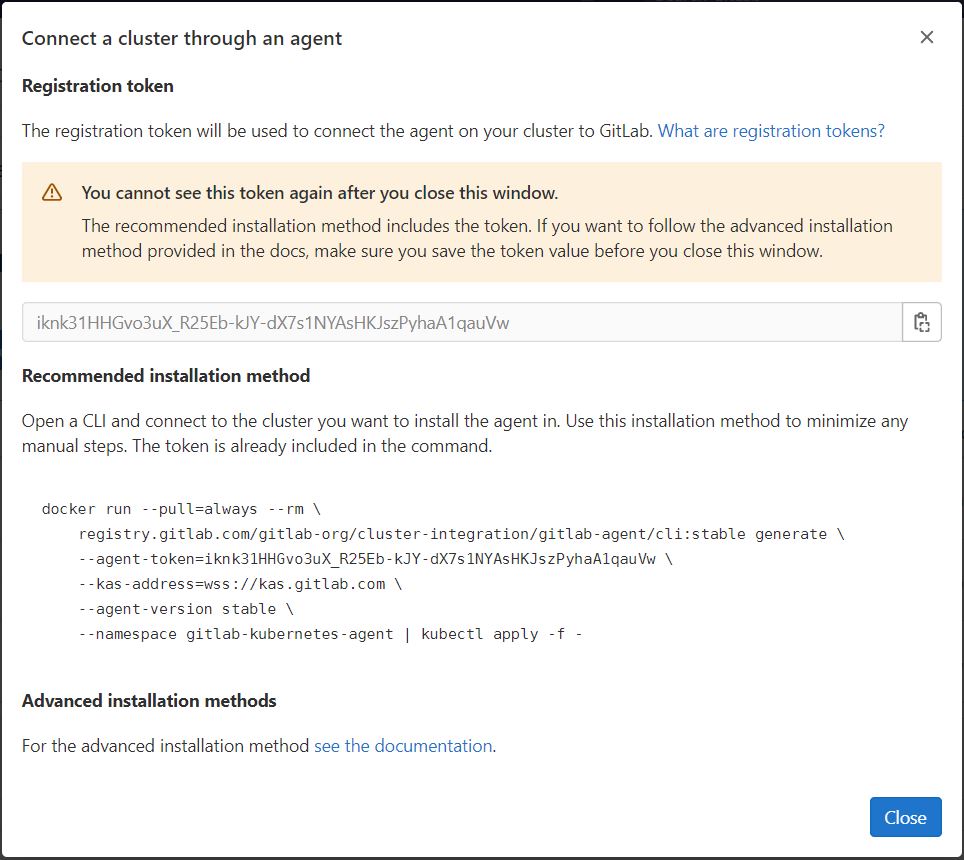 Connect a cluster through an agent
Registration token
The registration token will be used to connect the agent on your cluster to GitLab. What are registration tokens?
You cannot see this token again after you close this window.
The recommended installation method includes the token. If you want to follow the advanced installation
method provided in the docs, make sure you save the token value before you close this window.
iknk31HHGvo3uX_R25Eb-kJY-dX7s1NYAsHKJszPyhaA1qauVw
Recommended installation method
Open a CLI and connect to the cluster you want to install the agent in. Use this installation method to minimize any
manual steps. The token is already included in the command.
docker run --pull=always --rm \
    registry.gitlab.com/gitlab-org/cluster-integration/gitlab-agent/cli:stable generate \
    --agent-token=iknk31HHGvo3uX_R25Eb-kJY-dX7s1NYAsHKJszPyhaA1qauVw \
    --kas-address=wss://kas.gitlab.com \
    --agent-version stable \
    --namespace gitlab-kubernetes-agent | kubectl apply -f -
Advanced installation methods
For the advanced installation method see the documentation.
Close